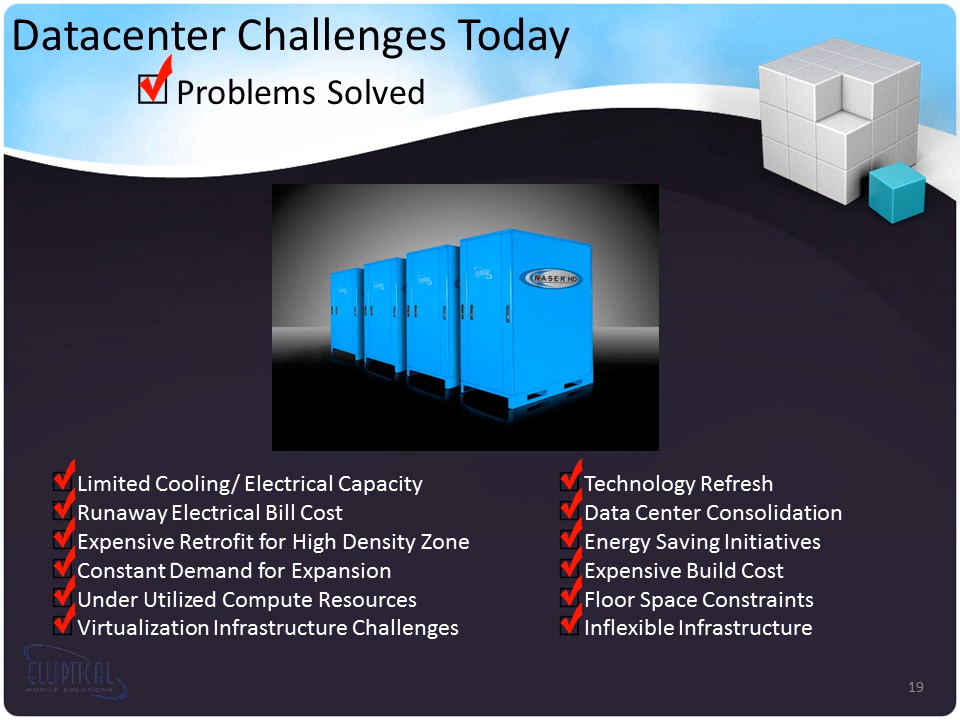 Datacenter Challenges Today
Problems Solved
RASER HD
Limited Cooling/ Electrical Capacity
Runaway Electrical Bill Cost
Expensive Retrofit for High Density Zone
Constant Demand for Expansion
Under Utilized Compute Resources
Virtualization Infrastructure Challenges
Technology Refresh
Data Center Consolidation
Energy Saving Initiatives
Expensive Build Cost
Floor Space Constraints
Inflexible Infrastructure
ELLIPTICAL
MOBILE SOLUTIONS
19